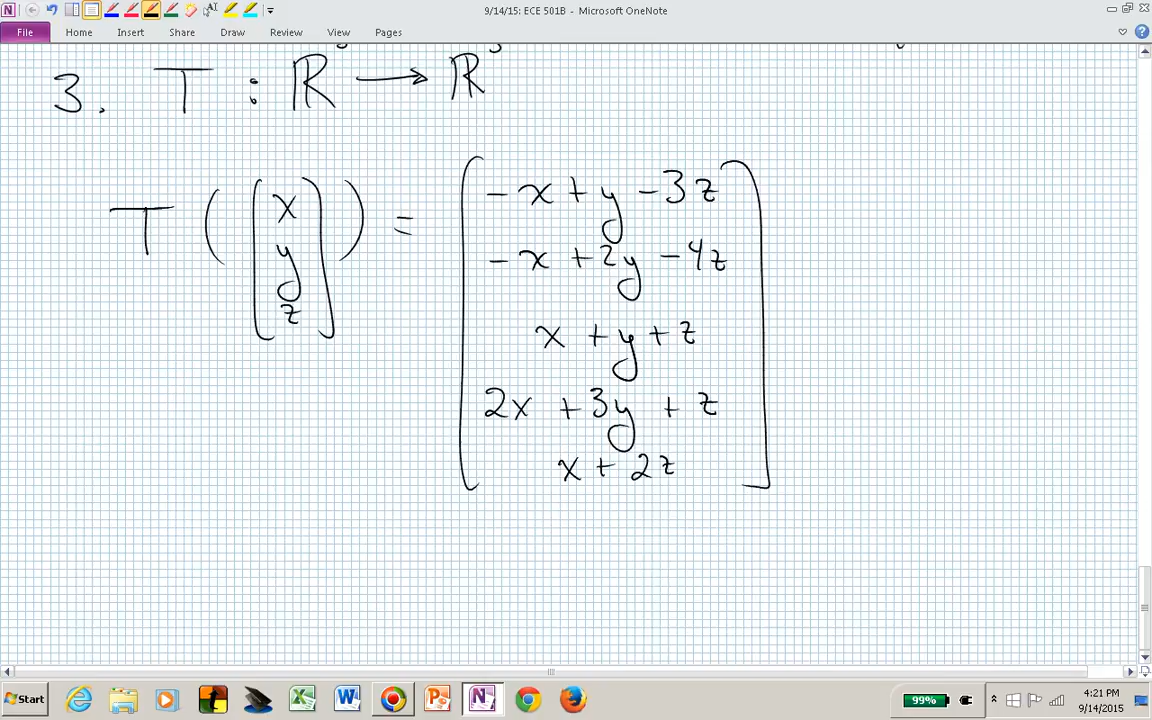 9/14/15: ECE 501B - Microsoft OneNote
File Home Insert Share Draw Review View Pages
3. T : ℝ ⟶ ℝ
T ( [ x y z ] ) =
- x + y - 3z
- x + 2y - 4z
x + y + z
2x + 3y + z
x + 2z
Start
99%
4:21 PM
9/14/2015